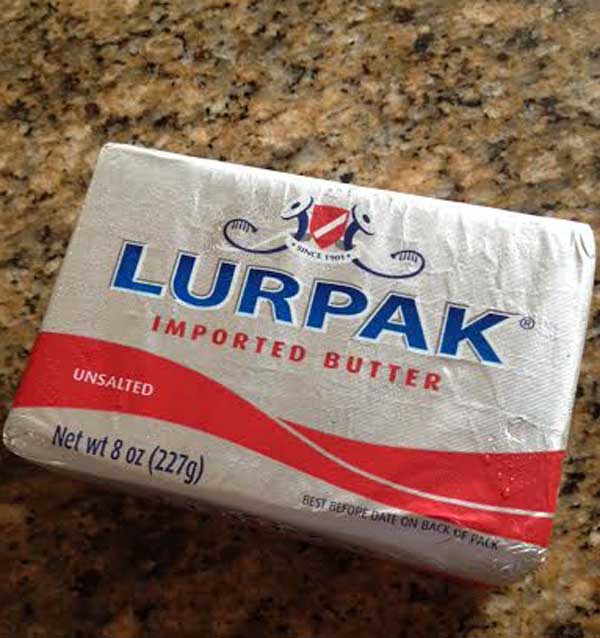 SINCE 1901
LURPAK®
IMPORTED BUTTER
UNSALTED
Net wt 8 oz (227g)
BEST BEFORE DATE ON BACK OF PACK